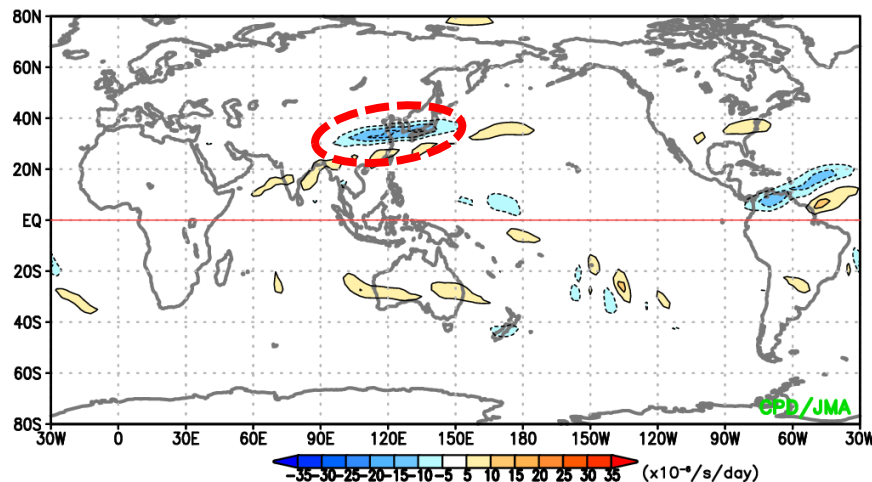 80N
60N
40N
20N
EQ
20S
40S
60S
80S
30W 0 30E 60E 90E 120E 150E 180 150W 120W 90W 60W 30W
CPD/JMA
-35-30-25-20-15-10-5 5 10 15 20 25 30 35 (x10⁻⁶/s/day)